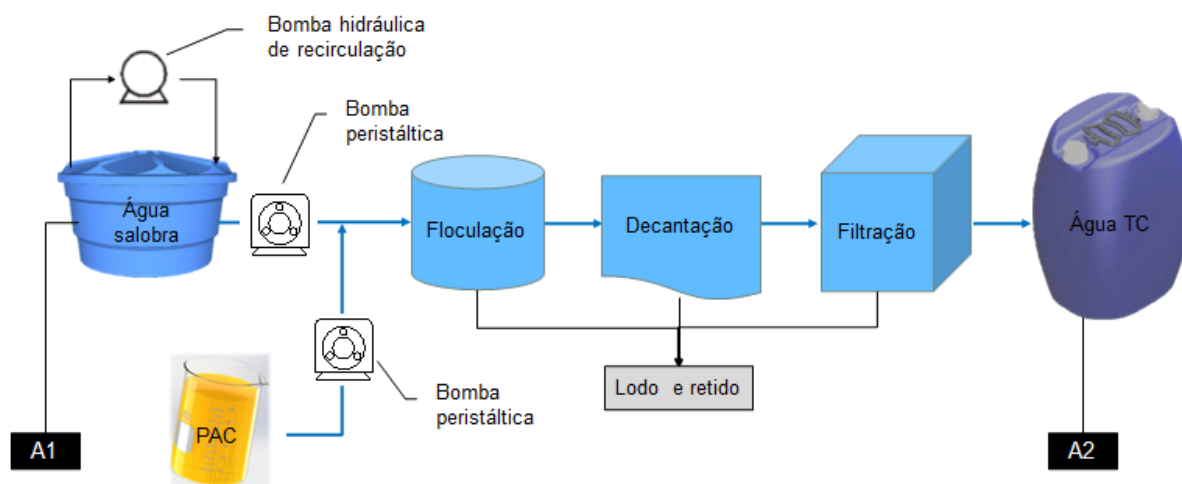 Bomba hidráulica
de recirculação
Bomba
peristáltica
Água
salobra
Floculação
Decantação
Filtração
Água TC
Lodo e retido
Bomba
peristáltica
PAC
A1
A2